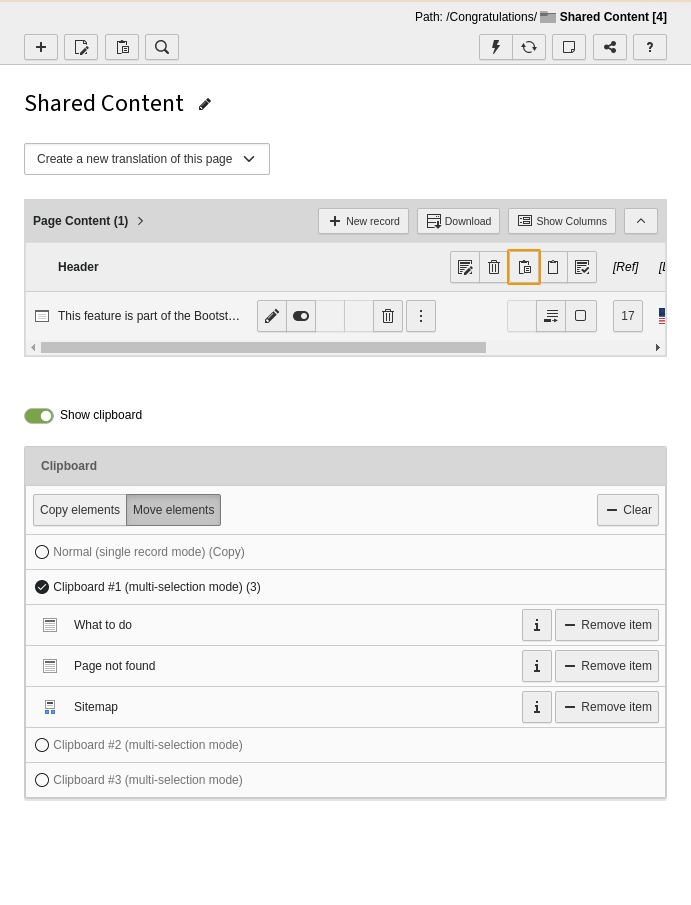 Path: /Congratulations/ Shared Content [4]
?
Shared Content
Create a new translation of this page
Page Content (1)
New record
Download
Show Columns
Header
[Ref]
This feature is part of the Bootst...
17
Show clipboard
Clipboard
Copy elements
Move elements
Clear
Normal (single record mode) (Copy)
Clipboard #1 (multi-selection mode) (3)
What to do
Remove item
Page not found
Remove item
Sitemap
Remove item
Clipboard #2 (multi-selection mode)
Clipboard #3 (multi-selection mode)